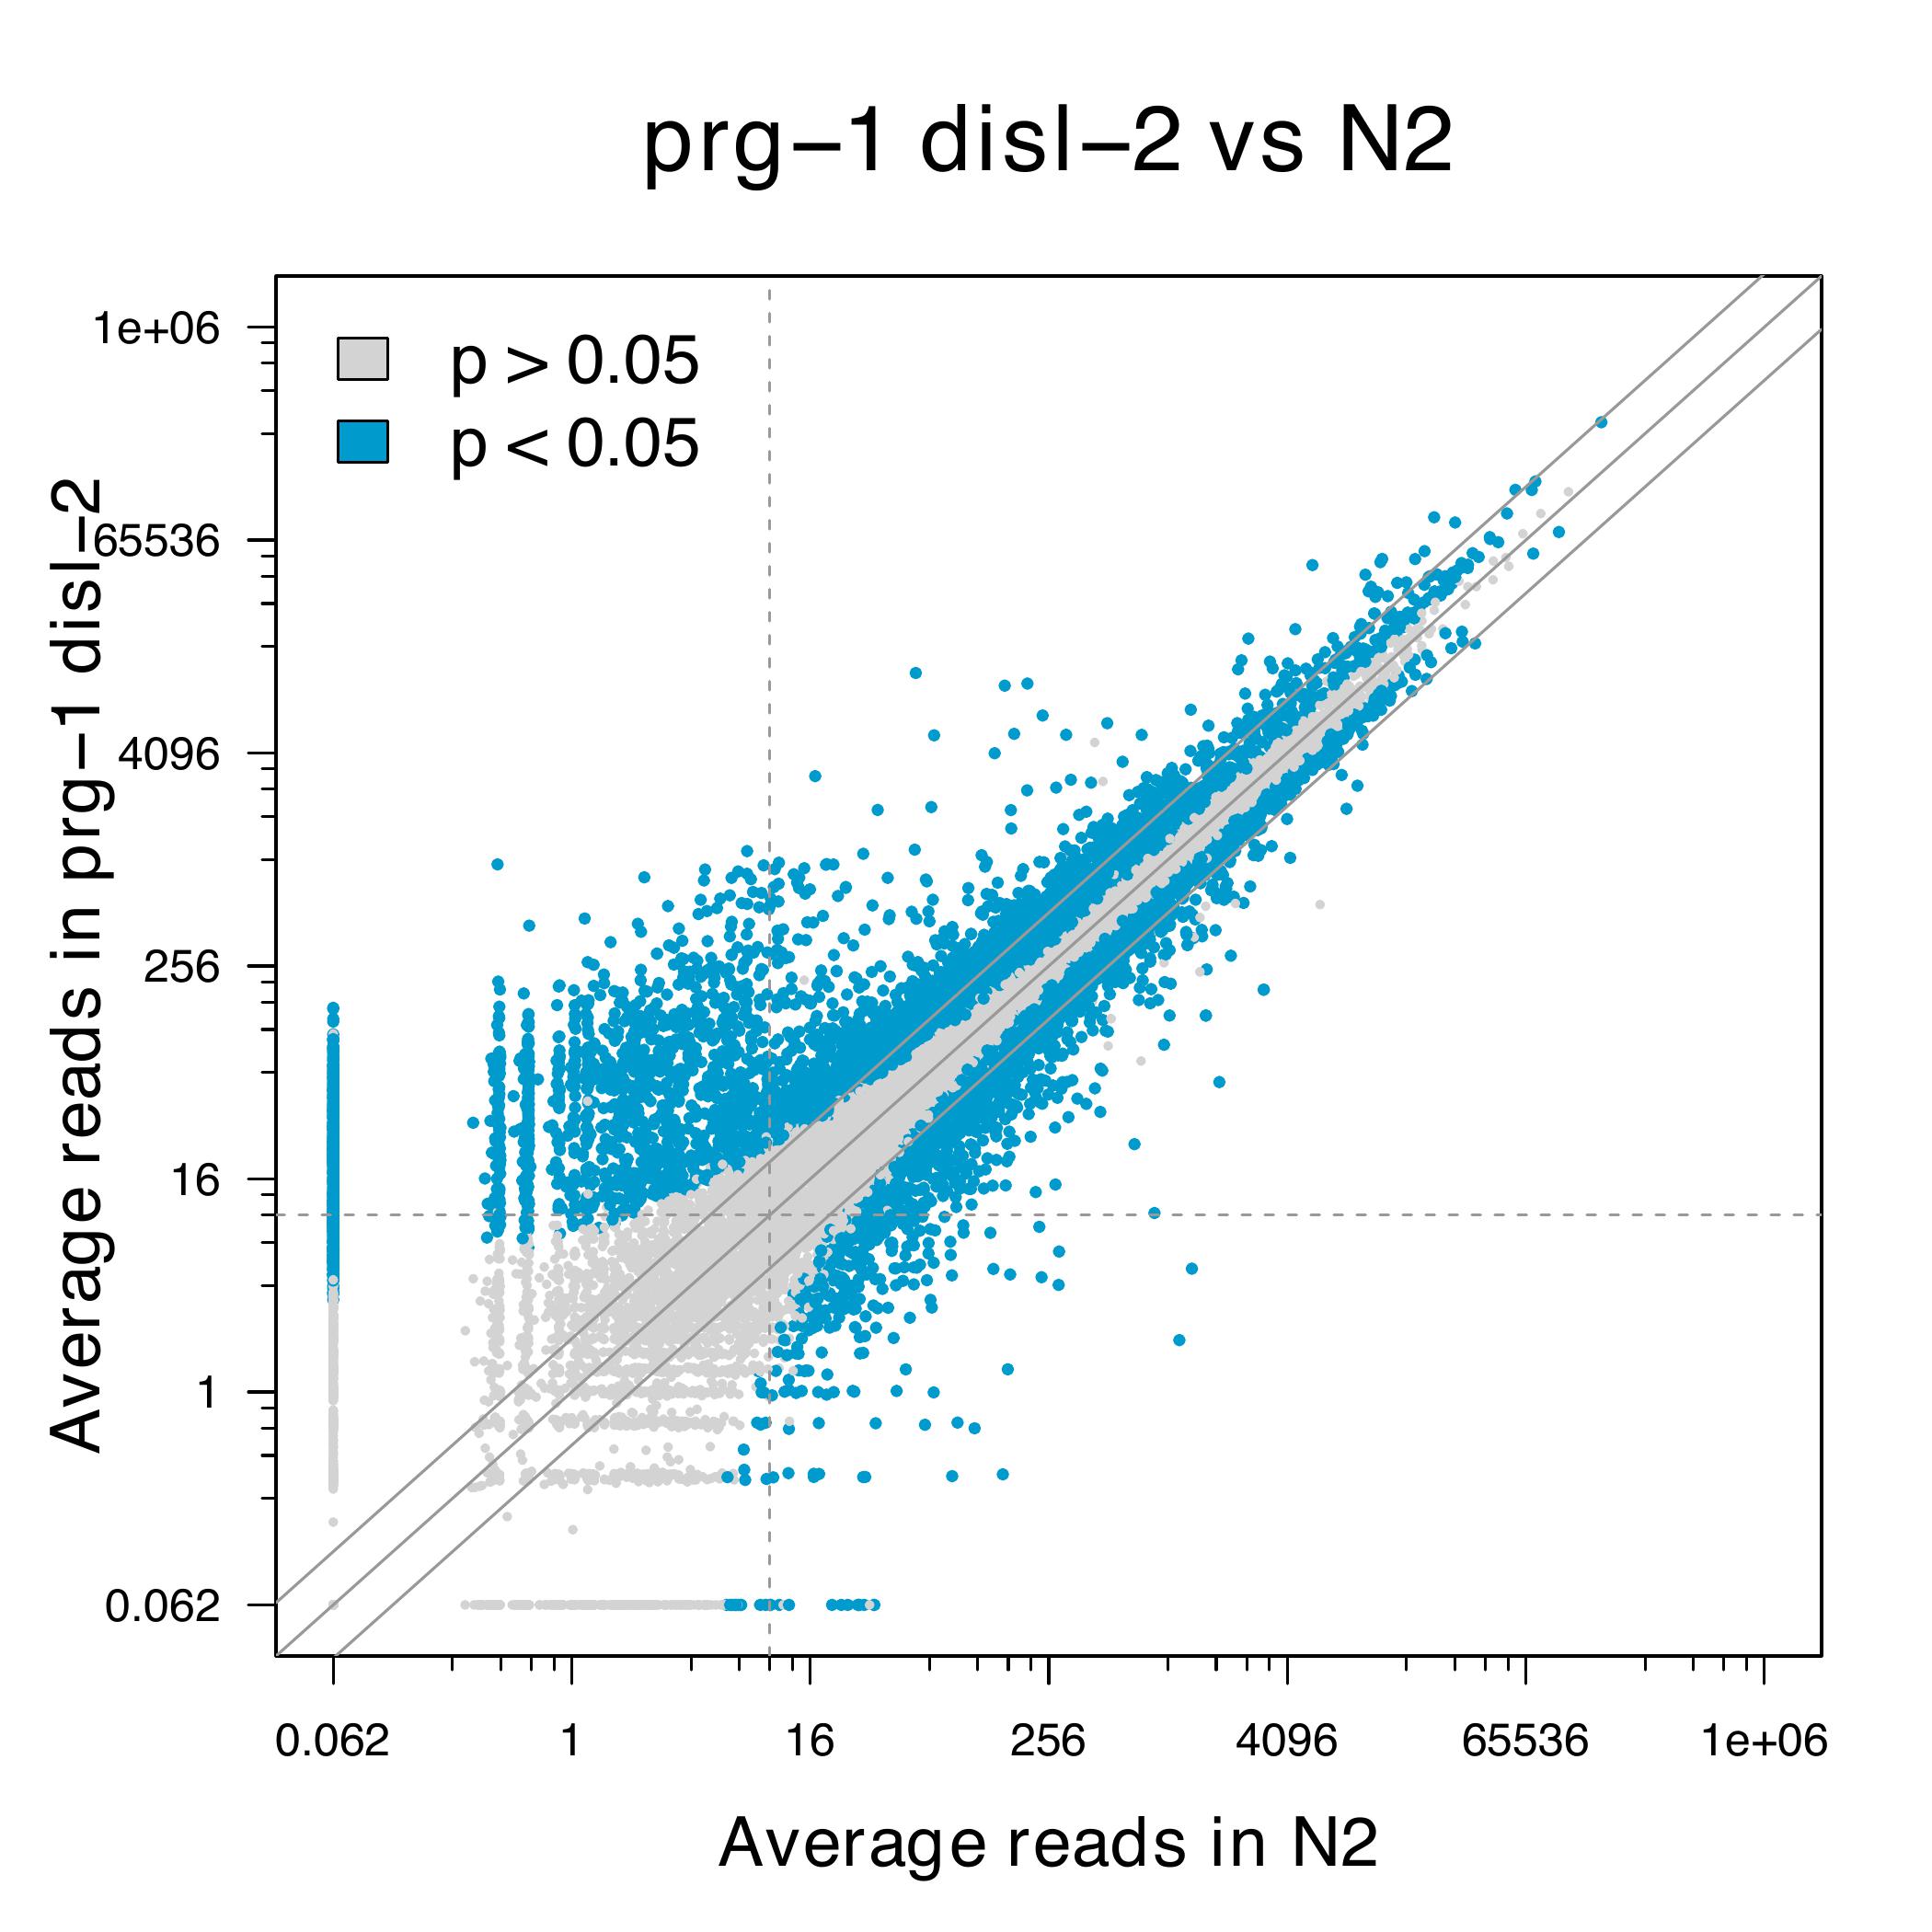 prg−1 disl−2 vs N2
p > 0.05
p < 0.05
Average reads in prg−1 disl−2
1e+06
65536
4096
256
16
1
0.062
0.062 1 16 256 4096 65536 1e+06
Average reads in N2